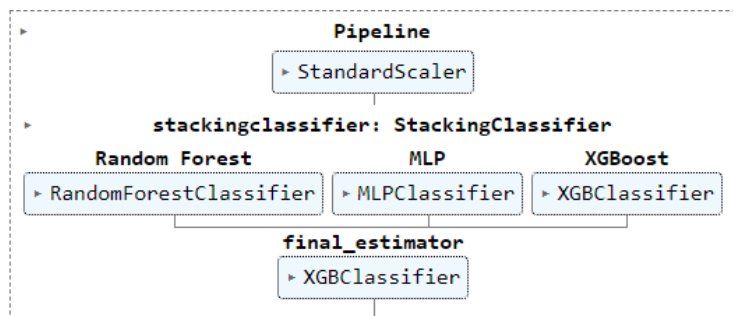 Pipeline
StandardScaler
stackingclassifier: StackingClassifier
Random Forest MLP XGBoost
RandomForestClassifier MLPClassifier XGBClassifier
final_estimator
XGBClassifier